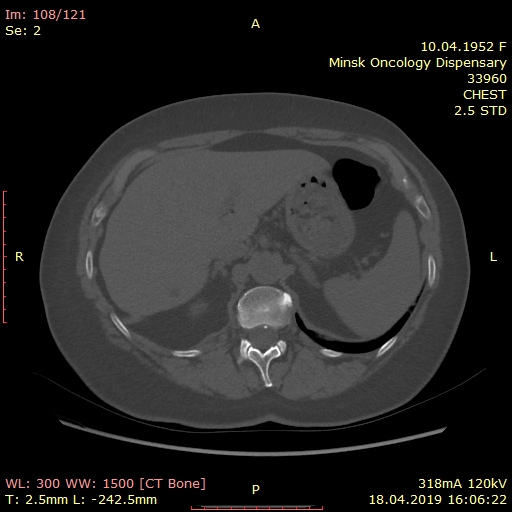 Im: 108/121
Se: 2
A
10.04.1952 F
Minsk Oncology Dispensary
33960
CHEST
2.5 STD
R
L
WL: 300 WW: 1500 [CT Bone]
T: 2.5mm L: -242.5mm
P
318mA 120kV
18.04.2019 16:06:22